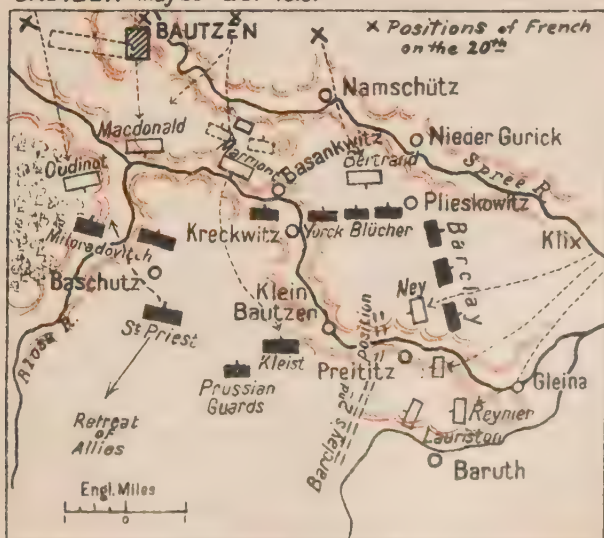 BAUTZEN May
BAUTZEN
x Positions of French
on the 20th
Namschütz
Macdonald
Marmont
Basankwitz
Bertrand
Nieder Gurick
Spree R.
Oudinot
Plieskowitz
Klix
Miloradovitch
Kreckwitz
Yorck Blücher
Barclay
Baschutz
Ney
Klein
Bautzen
St Priest
Kleist
Preititz
Gleina
R.
Prussian
Guards
Barclay's 2nd Position
Reynier
Lauriston
Retreat
of
Allies
Baruth
Engl. Miles
1 0 1